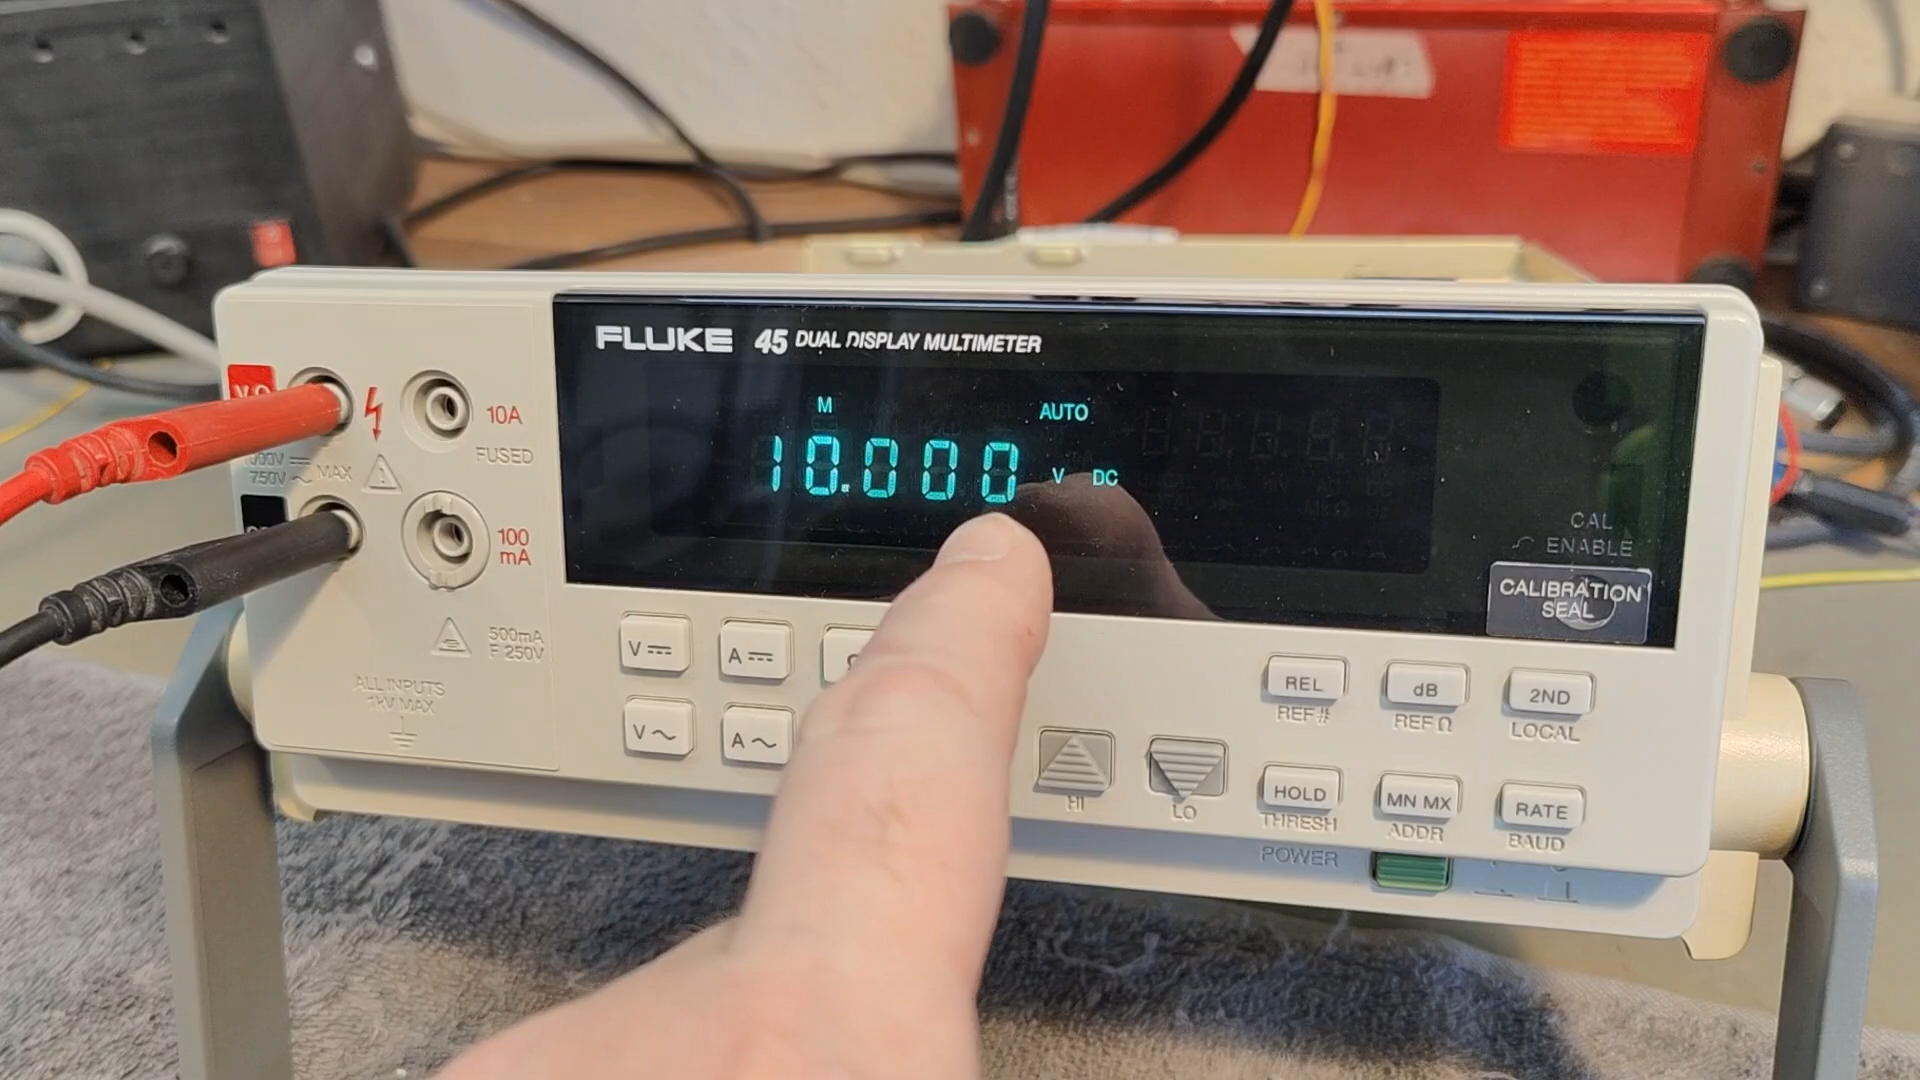 FLUKE 45 DUAL DISPLAY MULTIMETER
M AUTO
10.000 V DC
10A
FUSED
1000V
750V MAX
100
mA
500mA
F 250V
ALL INPUTS
1kV MAX
CAL
ENABLE
CALIBRATION
SEAL
V A
V A
REL dB 2ND
REF# REFΩ LOCAL
HI LO
HOLD MN MX RATE
THRESH ADDR BAUD
POWER